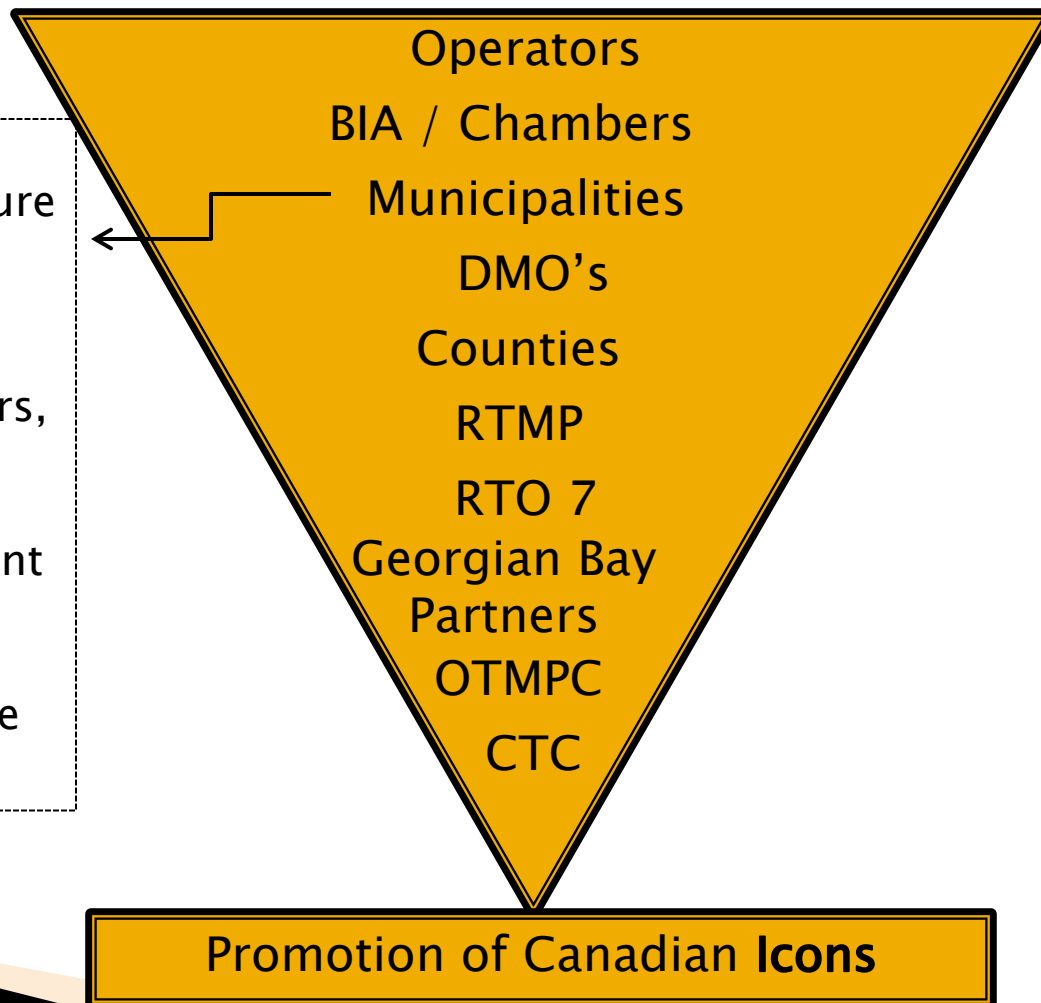 Operators
BIA / Chambers
Municipalities
DMO's
Counties
RTMP
RTO 7
Georgian Bay
Partners
OTMPC
CTC
Promotion of Canadian Icons